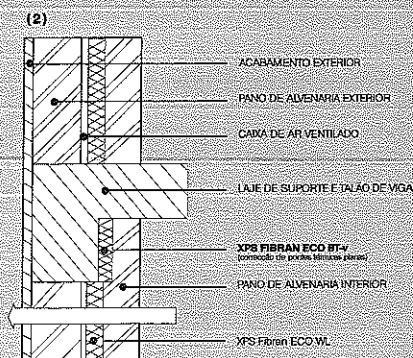 (2)
ACABAMENTO EXTERIOR
PANO DE ALVENARIA EXTERIOR
CAIXA DE AR VENTILADO
LAJE DE SUPORTE E TALÃO DE VIGA
XPS FIBRAN ECO BT-v
(correcção de pontes térmicas planas)
PANO DE ALVENARIA INTERIOR
XPS Fibran ECO WL